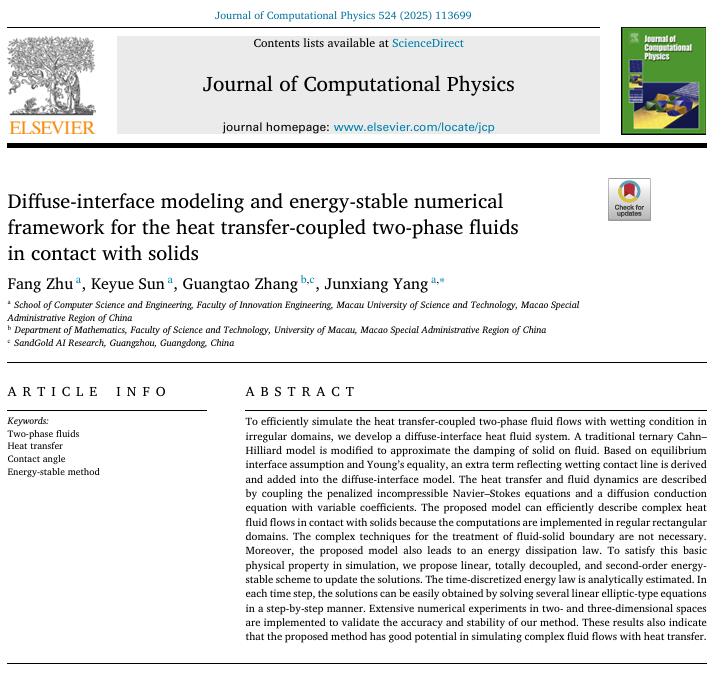 Journal of Computational Physics 524 (2025) 113699
Contents lists available at ScienceDirect
Journal of Computational Physics
journal homepage: www.elsevier.com/locate/jcp
ELSEVIER
Journal of
Computational
Physics
Check for
updates
Diffuse-interface modeling and energy-stable numerical
framework for the heat transfer-coupled two-phase fluids
in contact with solids
Fang Zhu a, Keyue Sun a, Guangtao Zhang b,c, Junxiang Yang a,*
a School of Computer Science and Engineering, Faculty of Innovation Engineering, Macau University of Science and Technology, Macao Special
Administrative Region of China
b Department of Mathematics, Faculty of Science and Technology, University of Macau, Macao Special Administrative Region of China
c SandGold AI Research, Guangzhou, Guangdong, China
ARTICLE INFO
Keywords:
Two-phase fluids
Heat transfer
Contact angle
Energy-stable method
ABSTRACT
To efficiently simulate the heat transfer-coupled two-phase fluid flows with wetting condition in
irregular domains, we develop a diffuse-interface heat fluid system. A traditional ternary Cahn–
Hilliard model is modified to approximate the damping of solid on fluid. Based on equilibrium
interface assumption and Young's equality, an extra term reflecting wetting contact line is derived
and added into the diffuse-interface model. The heat transfer and fluid dynamics are described
by coupling the penalized incompressible Navier–Stokes equations and a diffusion conduction
equation with variable coefficients. The proposed model can efficiently describe complex heat
fluid flows in contact with solids because the computations are implemented in regular rectangular
domains. The complex techniques for the treatment of fluid-solid boundary are not necessary.
Moreover, the proposed model also leads to an energy dissipation law. To satisfy this basic
physical property in simulation, we propose linear, totally decoupled, and second-order energy-
stable scheme to update the solutions. The time-discretized energy law is analytically estimated. In
each time step, the solutions can be easily obtained by solving several linear elliptic-type equations
in a step-by-step manner. Extensive numerical experiments in two- and three-dimensional spaces
are implemented to validate the accuracy and stability of our method. These results also indicate
that the proposed method has good potential in simulating complex fluid flows with heat transfer.